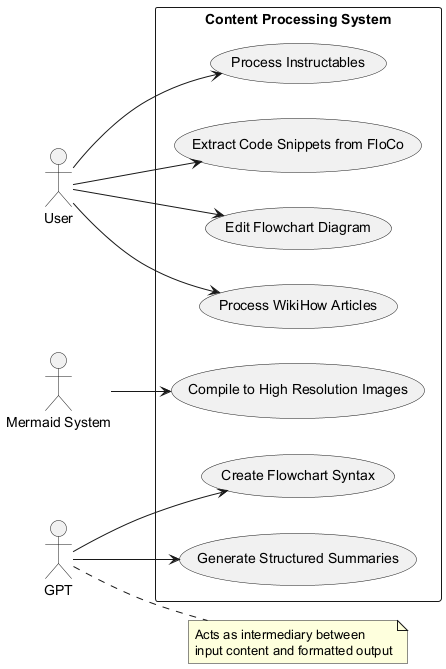 Content Processing System
Process Instructables
Extract Code Snippets from FloCo
User
Edit Flowchart Diagram
Process WikiHow Articles
Mermaid System
Compile to High Resolution Images
Create Flowchart Syntax
GPT
Generate Structured Summaries
Acts as intermediary between
input content and formatted output